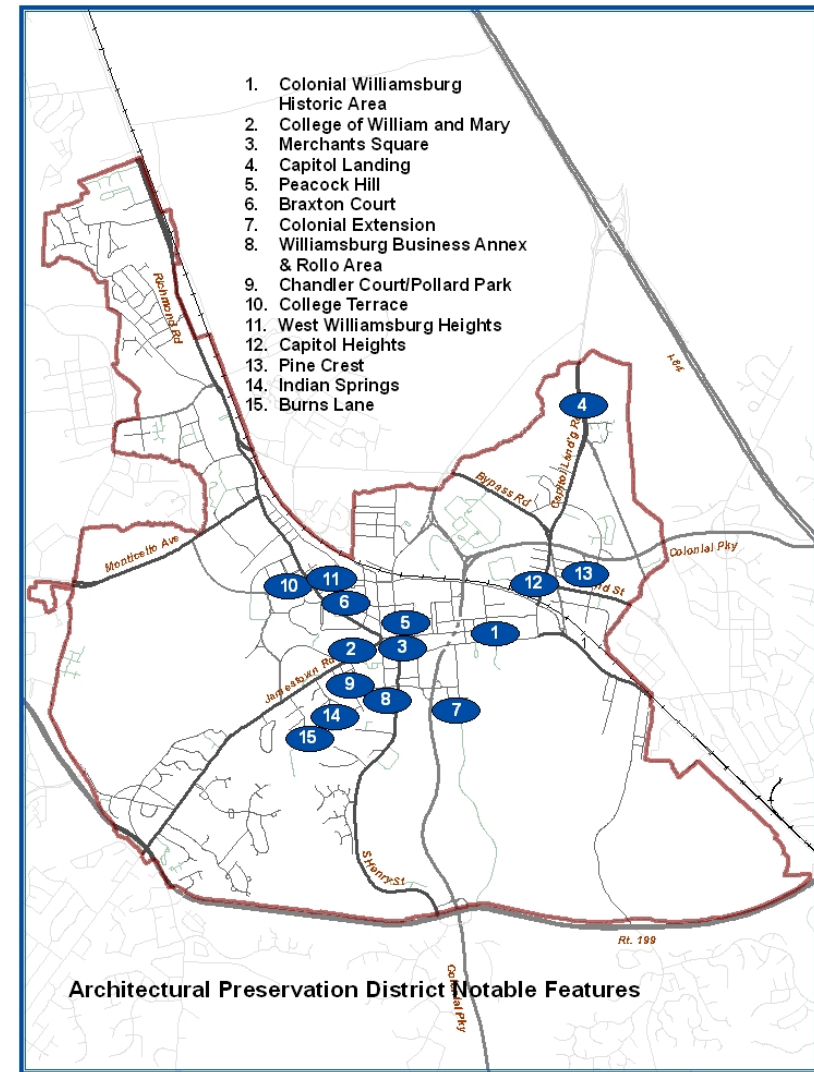 1. Colonial Williamsburg
Historic Area
2. College of William and Mary
3. Merchants Square
4. Capitol Landing
5. Peacock Hill
6. Braxton Court
7. Colonial Extension
8. Williamsburg Business Annex
& Rollo Area
9. Chandler Court/Pollard Park
10. College Terrace
11. West Williamsburg Heights
12. Capitol Heights
13. Pine Crest
14. Indian Springs
15. Burns Lane
Richmond Rd
I-64
4
Capitol Land'g R
Bypass Rd
Monticello Ave
Colonial Pky
10
11
6
12
13
nd St
5
1
2
3
Jamestown Rd
9
8
7
14
15
S Henry St
Rt. 199
Colonial Pky
Architectural Preservation District Notable Features